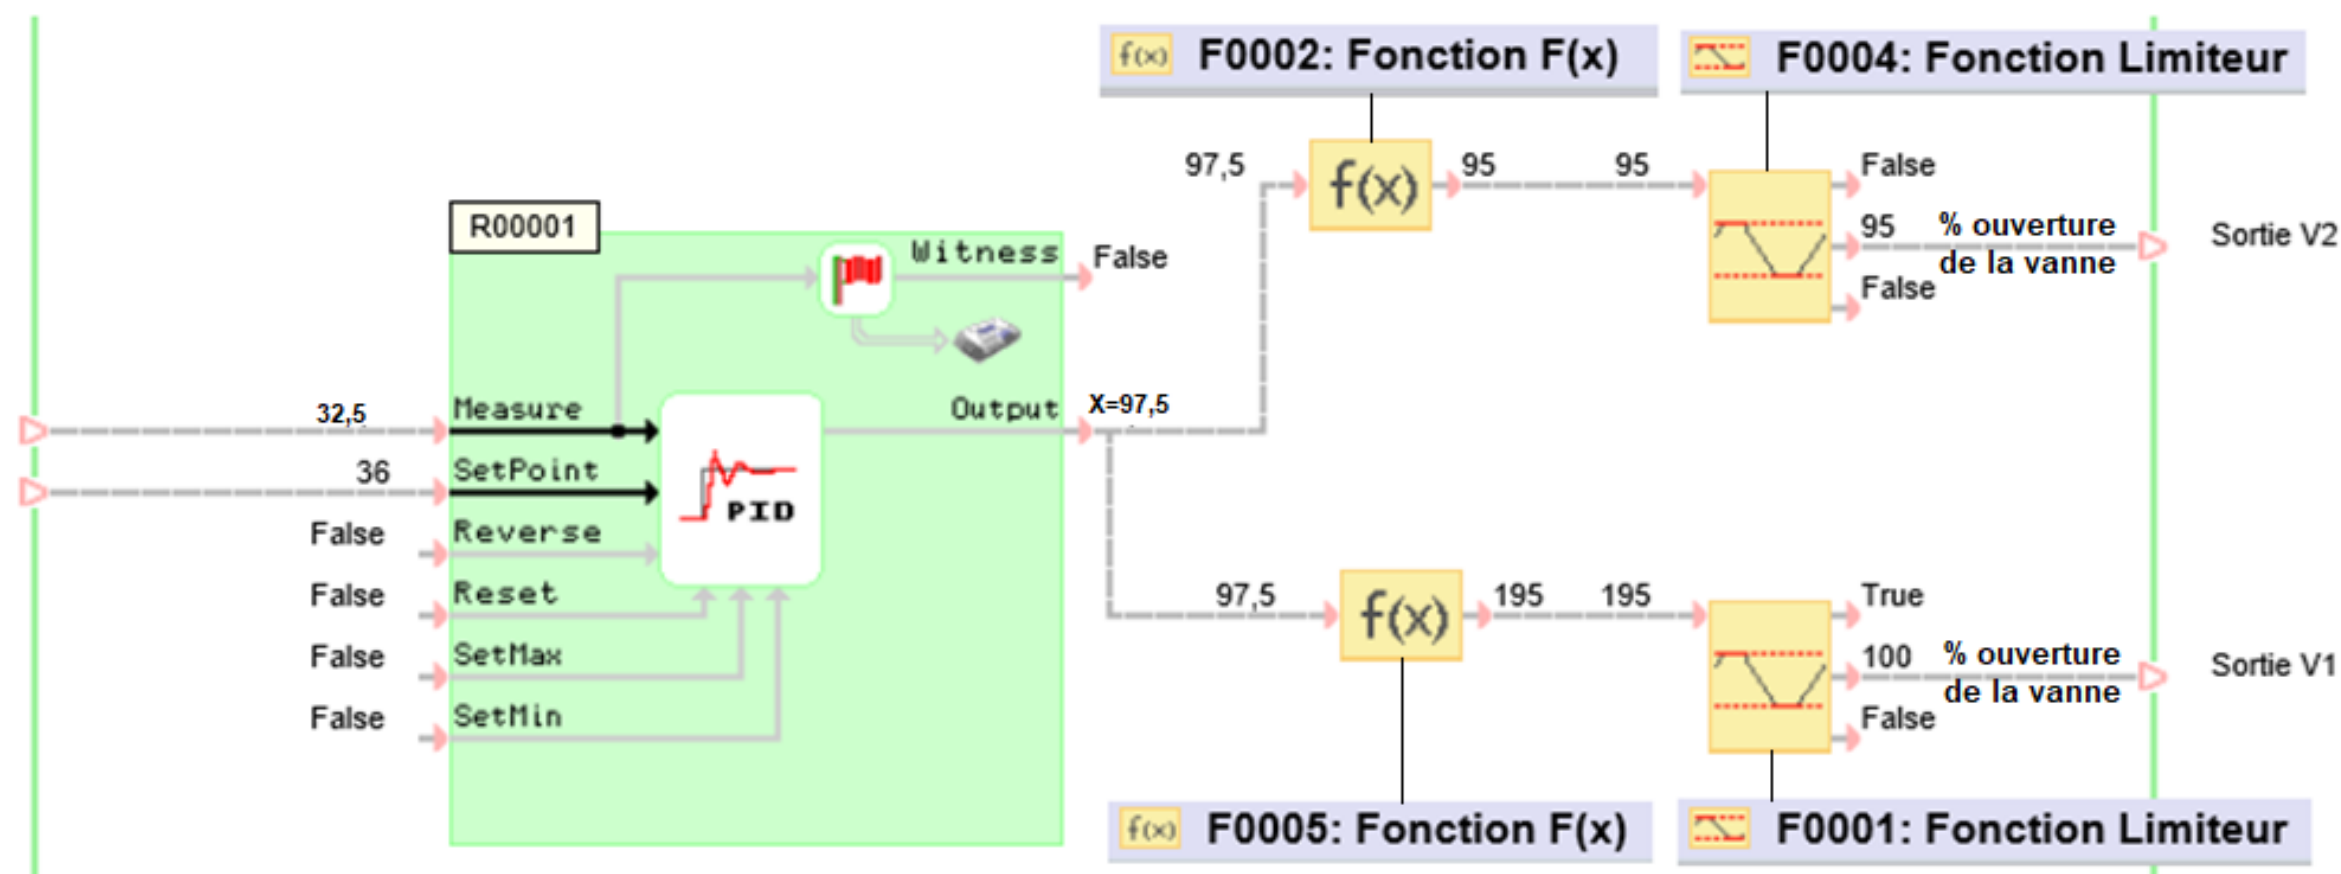 f(x) F0002: Fonction F(x)
F0004: Fonction Limiteur
97,5
f(x)
95
95
False
95
% ouverture
de la vanne
False
Sortie V2
R00001
Witness
False
32,5
Measure
Output
X=97,5
36
SetPoint
PID
False
Reverse
False
Reset
False
SetMax
False
SetMin
97,5
f(x)
195
195
True
100
% ouverture
de la vanne
False
Sortie V1
f(x) F0005: Fonction F(x)
F0001: Fonction Limiteur